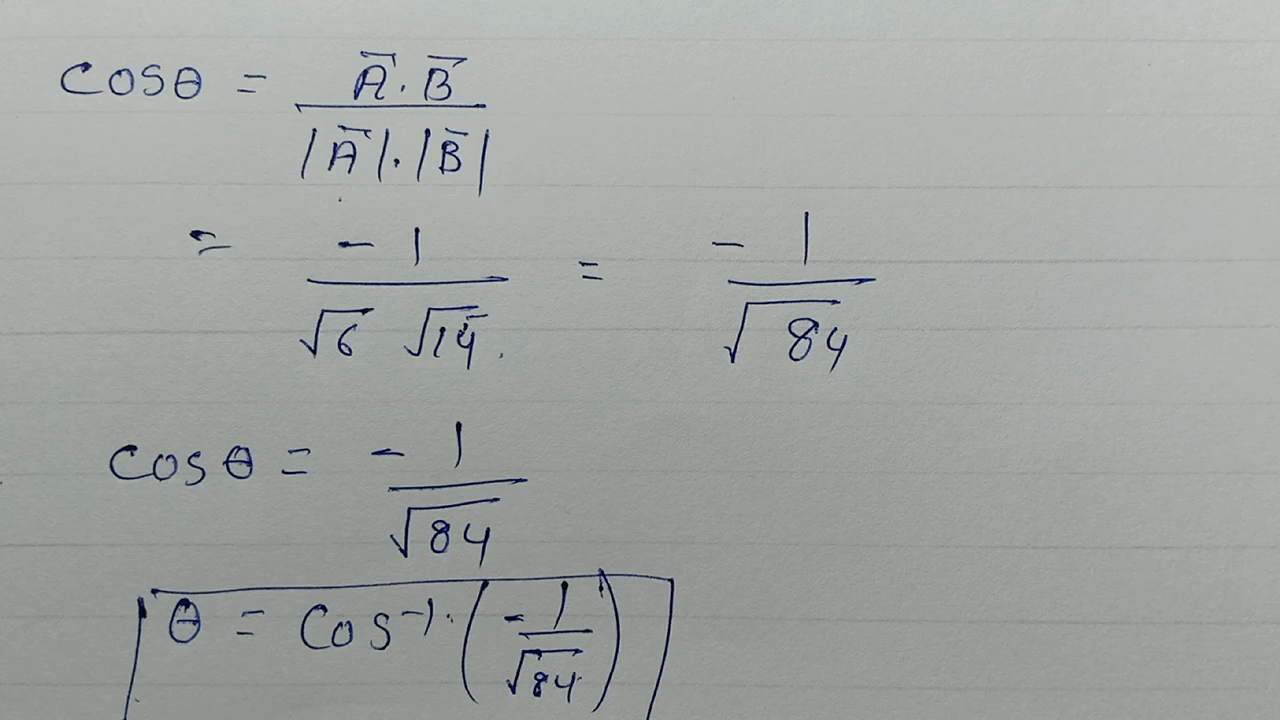 cosθ = A⃗.B⃗ / |A⃗|.|B⃗|
= -1 / √6 √14. = -1 / √84
cosθ = -1 / √84
θ = Cos⁻¹.(-1 / √84)